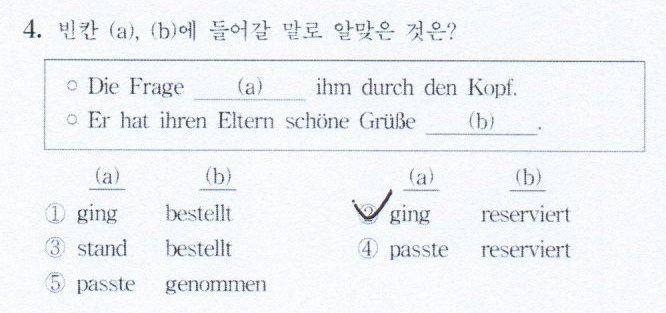 4. 빈칸 (a), (b)에 들어갈 말로 알맞은 것은?
○ Die Frage ___(a)___ ihm durch den Kopf.
○ Er hat ihren Eltern schöne Grüße ___(b)___.
(a) (b) (a) (b)
① ging bestellt ② ging reserviert
③ stand bestellt ④ passte reserviert
⑤ passte genommen